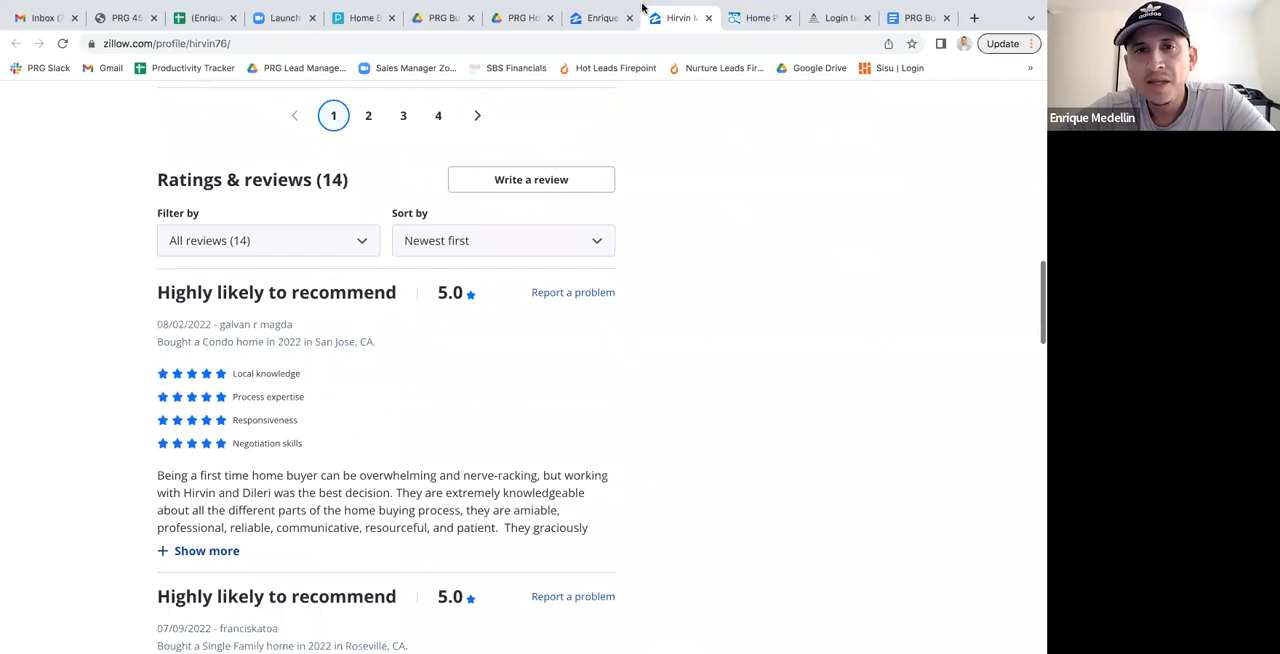 Inbox (7
PRG 45
(Enriqu
Launch
Home B
PRG Bu
PRG Ho
Enrique
Hirvin M
Home P
Login to
PRG Bu
zillow.com/profile/hirvin76/
Update
PRG Slack
Gmail
Productivity Tracker
PRG Lead Manage...
Sales Manager Zo...
SBS Financials
Hot Leads Firepoint
Nurture Leads Fir...
Google Drive
Sisu | Login
»
adidas
Enrique Medellin
1 2 3 4
Ratings & reviews (14)
Write a review
Filter by
Sort by
All reviews (14)
Newest first
Highly likely to recommend
5.0
Report a problem
08/02/2022 - galvan r magda
Bought a Condo home in 2022 in San Jose, CA.
Local knowledge
Process expertise
Responsiveness
Negotiation skills
Being a first time home buyer can be overwhelming and nerve-racking, but working
with Hirvin and Dileri was the best decision. They are extremely knowledgeable
about all the different parts of the home buying process, they are amiable,
professional, reliable, communicative, resourceful, and patient.  They graciously
+ Show more
Highly likely to recommend
5.0
Report a problem
07/09/2022 - franciskatoa
Bought a Single Family home in 2022 in Roseville, CA.